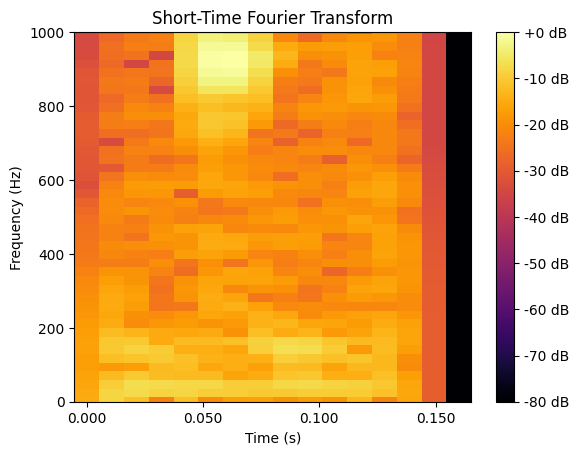 Short-Time Fourier Transform
1000
800
600
400
200
0
Frequency (Hz)
0.000
0.050
0.100
0.150
Time (s)
+0 dB
-10 dB
-20 dB
-30 dB
-40 dB
-50 dB
-60 dB
-70 dB
-80 dB